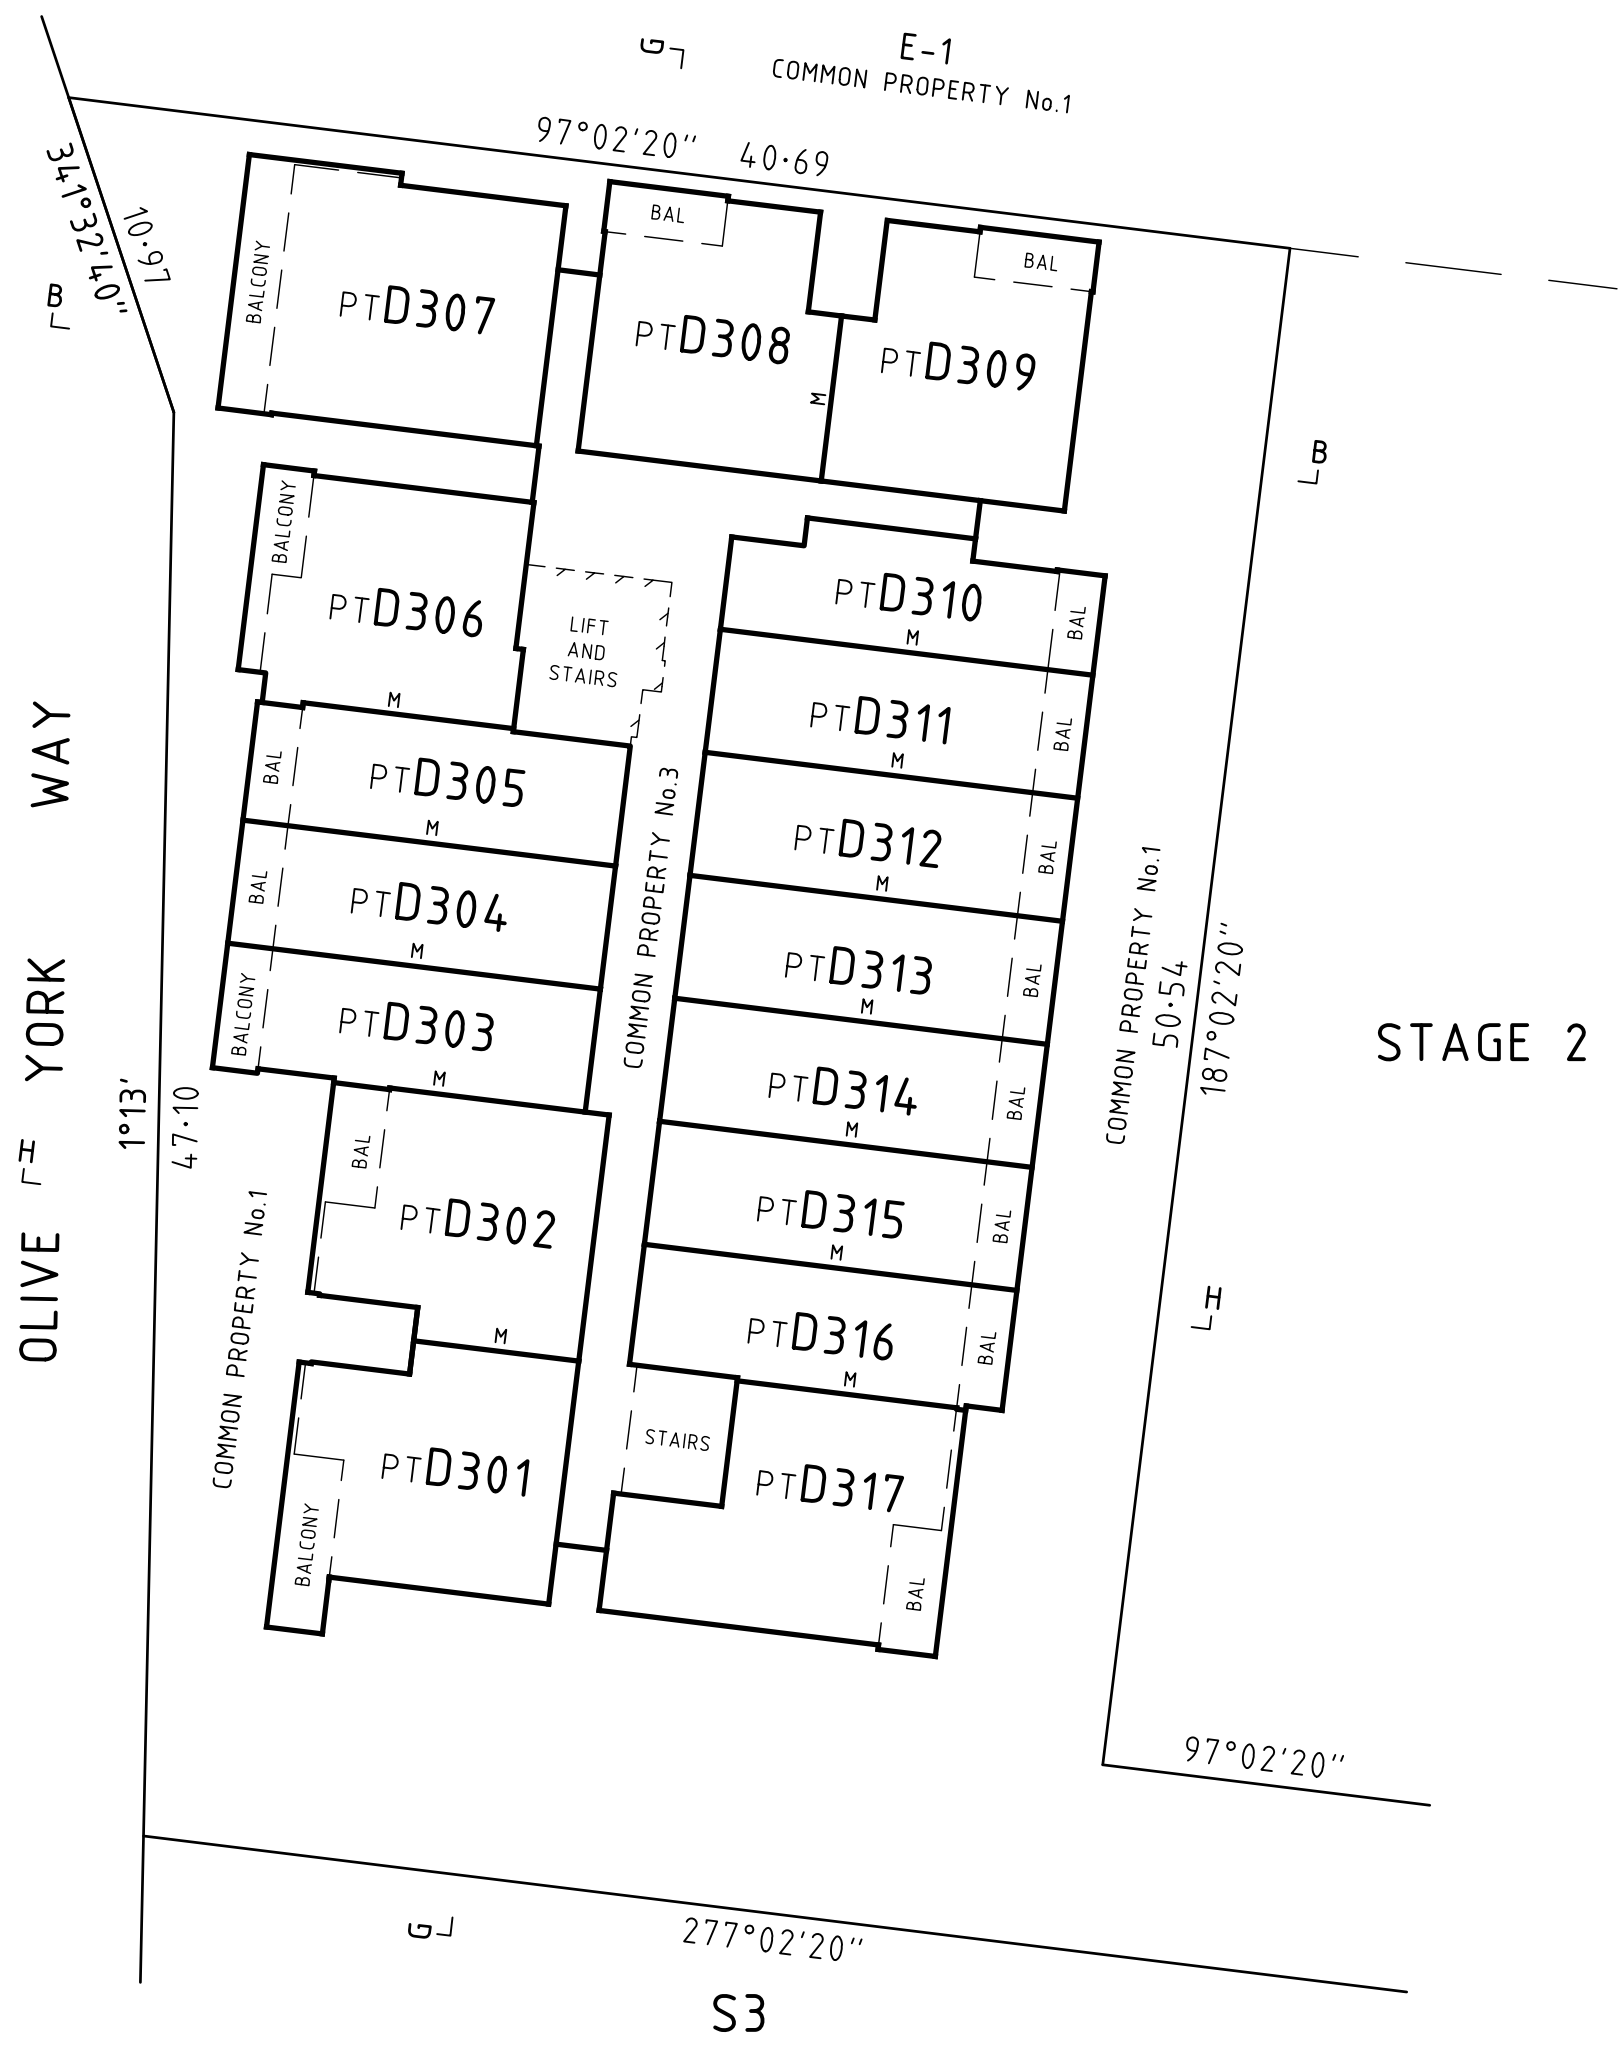 E-1
COMMON PROPERTY No.1
G
97°02'20" 40·69
341°32'40"
10·97
B
BALCONY
PTD307
BAL
PTD308
M
BAL
PTD309
B
BALCONY
PTD306
M
LIFT
AND
STAIRS
PTD310
M
BAL
BAL
PTD305
M
PTD311
M
BAL
BAL
PTD304
M
PTD312
M
BAL
BALCONY
PTD303
M
PTD313
M
BAL
COMMON PROPERTY No.3
PTD314
M
BAL
BAL
PTD302
M
PTD315
M
BAL
PTD316
M
BAL
BALCONY
PTD301
STAIRS
PTD317
BAL
COMMON PROPERTY No.1
COMMON PROPERTY No.1
50·54
187°02'20"
STAGE 2
OLIVE YORK WAY
1°13'
47·10
H
H
97°02'20"
G
277°02'20"
S3